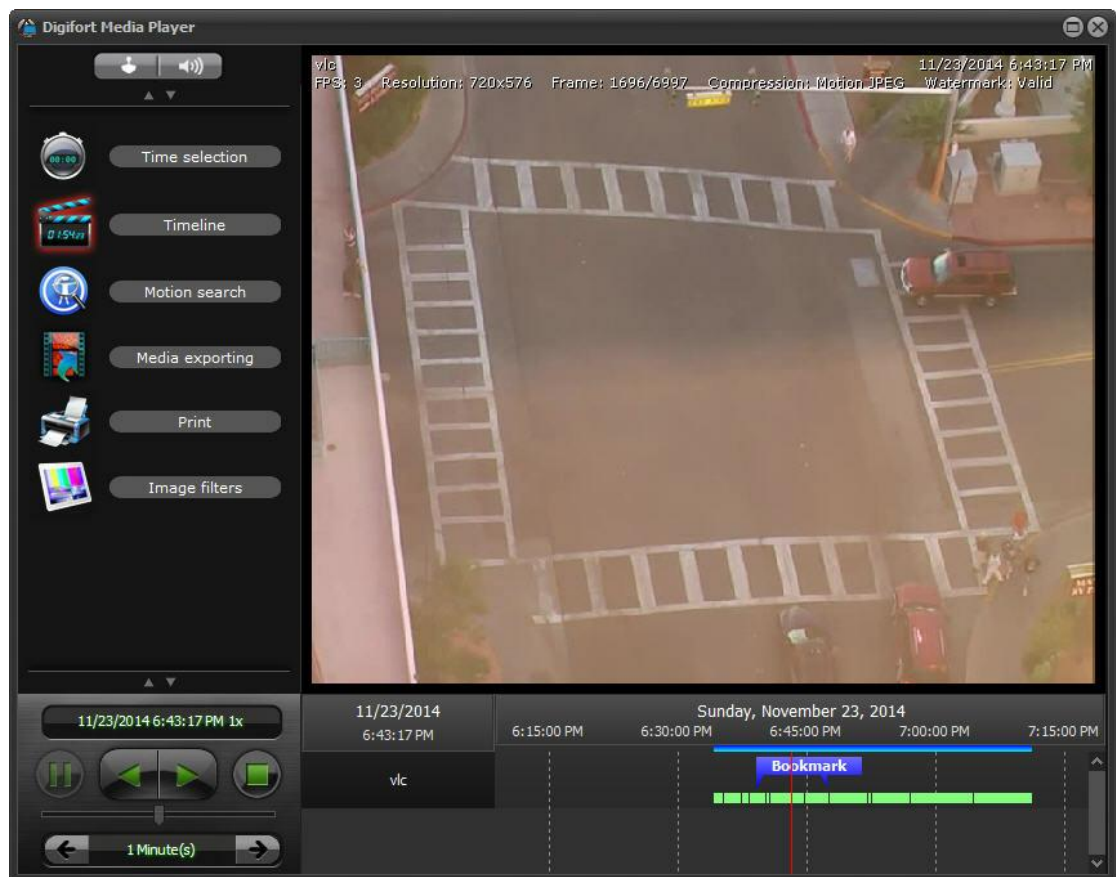 Digifort Media Player
vlc
11/23/2014 6:43:17 PM
FPS: 3 Resolution: 720x576 Frame: 1696/6997 Compression: Motion JPEG Watermark: Valid
00:00
Time selection
Timeline
Motion search
Media exporting
Print
Image filters
11/23/2014 6:43:17 PM 1x
1 Minute(s)
11/23/2014
6:43:17 PM
Sunday, November 23, 2014
6:15:00 PM 6:30:00 PM 6:45:00 PM 7:00:00 PM 7:15:00 PM
vlc
Bookmark